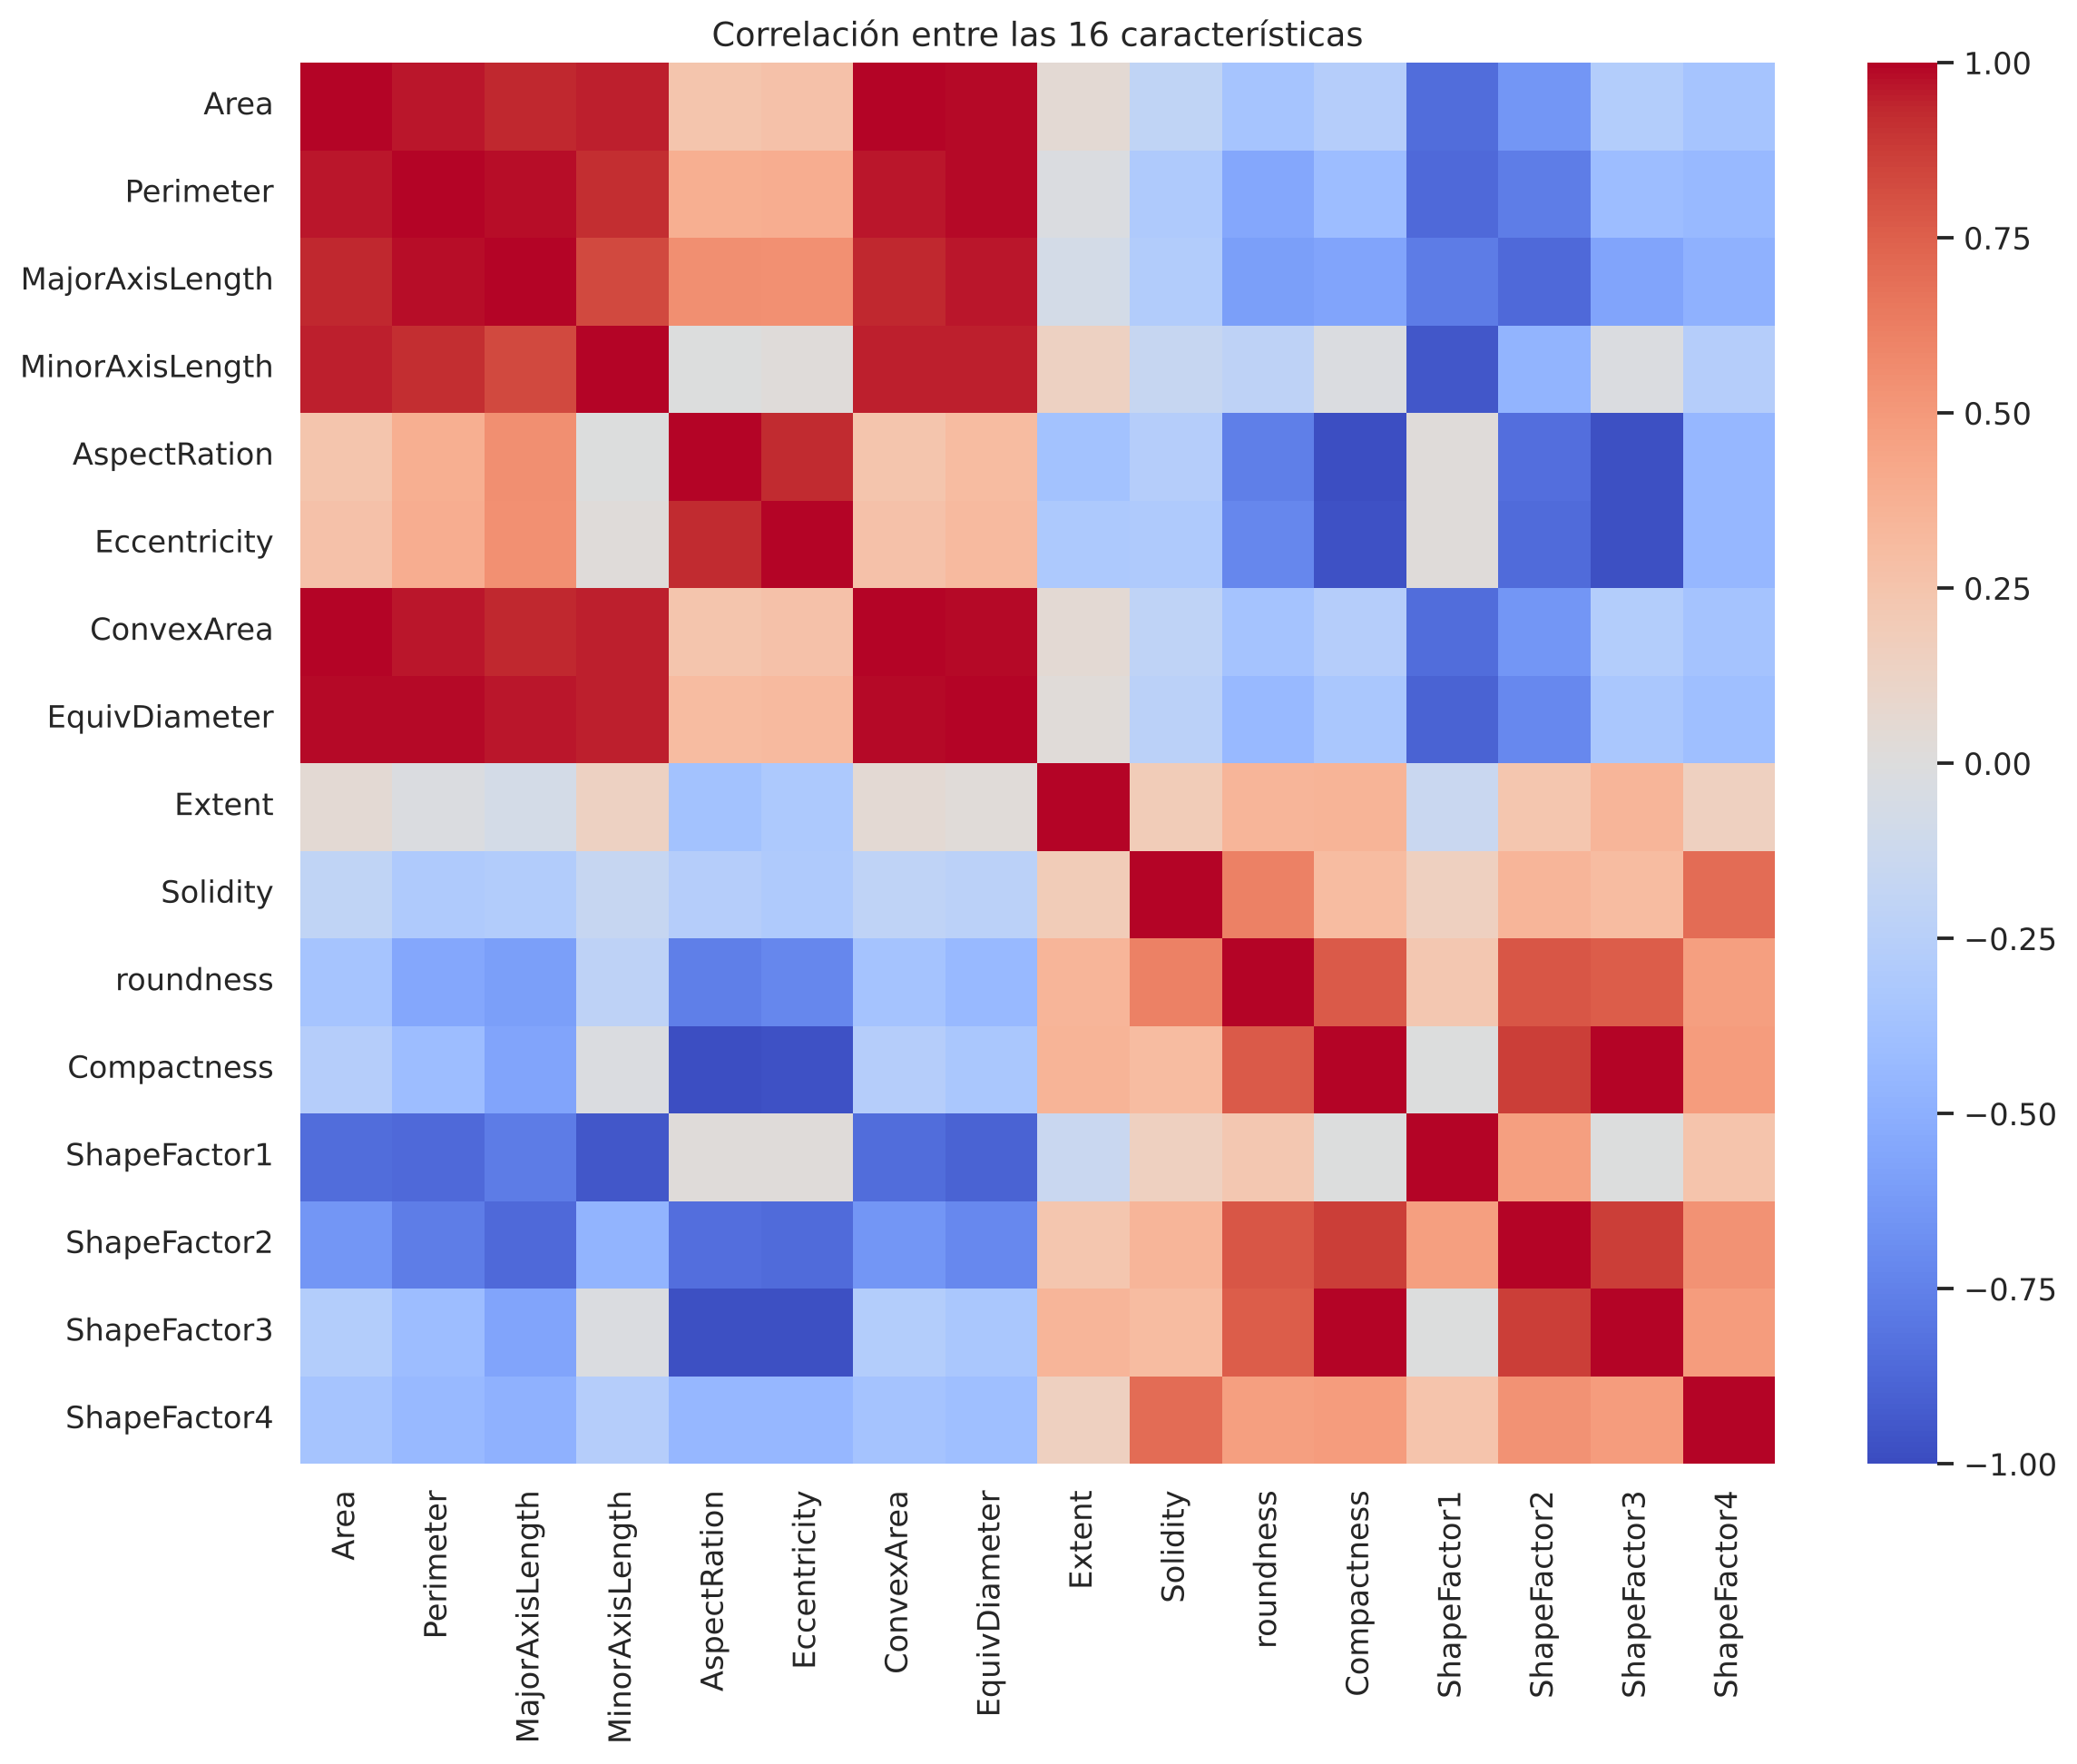 Correlación entre las 16 características
Area
Perimeter
MajorAxisLength
MinorAxisLength
AspectRation
Eccentricity
ConvexArea
EquivDiameter
Extent
Solidity
roundness
Compactness
ShapeFactor1
ShapeFactor2
ShapeFactor3
ShapeFactor4
Area
Perimeter
MajorAxisLength
MinorAxisLength
AspectRation
Eccentricity
ConvexArea
EquivDiameter
Extent
Solidity
roundness
Compactness
ShapeFactor1
ShapeFactor2
ShapeFactor3
ShapeFactor4
1.00
0.75
0.50
0.25
0.00
−0.25
−0.50
−0.75
−1.00